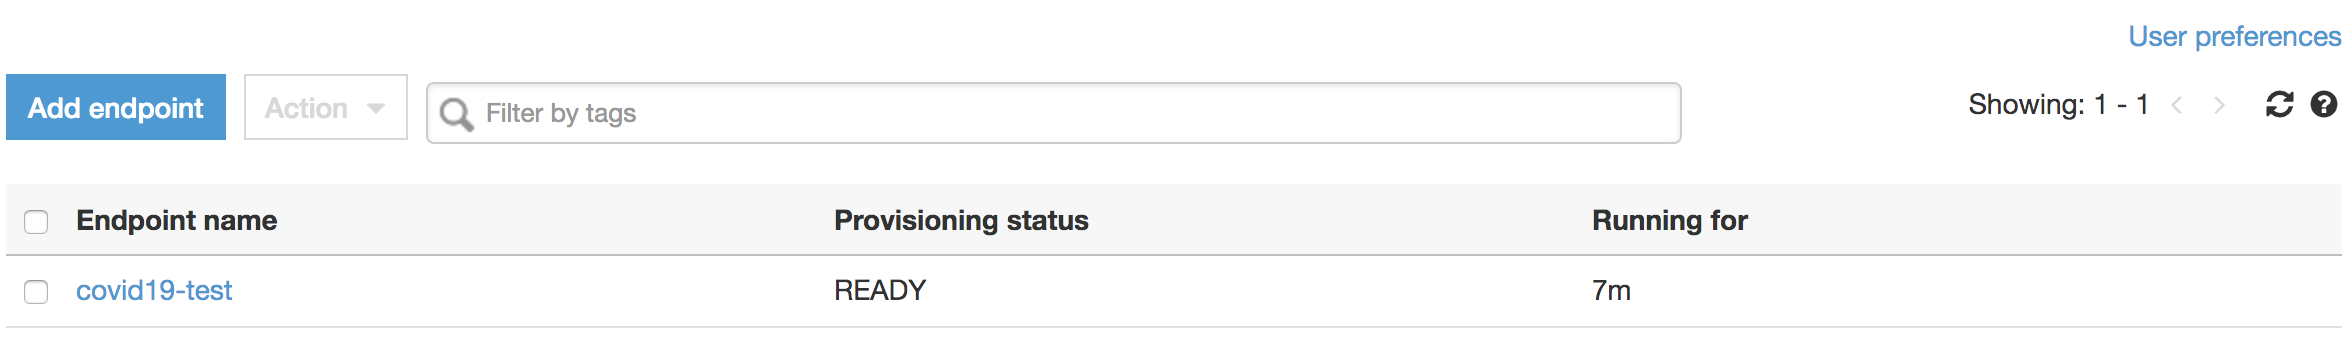 User preferences
Add endpoint Action Filter by tags Showing: 1 - 1
Endpoint name Provisioning status Running for
covid19-test READY 7m